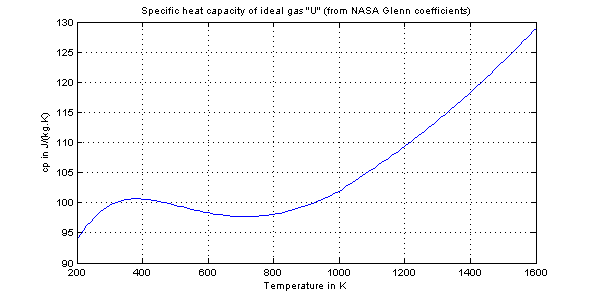 Specific heat capacity of ideal gas "U" (from NASA Glenn coefficients)
130
125
120
115
110
105
100
95
90
cp in J/(kg.K)
200 400 600 800 1000 1200 1400 1600
Temperature in K